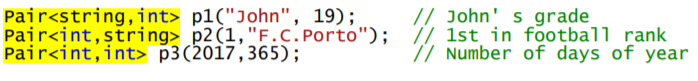 Pair<string,int> p1("John", 19); // John' s grade
Pair<int,string> p2(1,"F.C.Porto"); // 1st in football rank
Pair<int,int> p3(2017,365); // Number of days of year